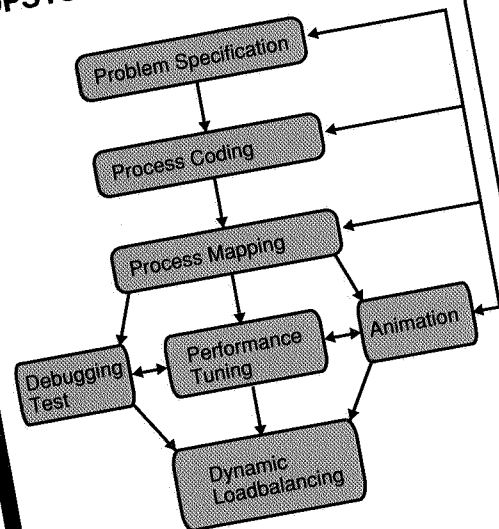 Problem Specification
Process Coding
Process Mapping
Debugging
Test
Performance
Tuning
Animation
Dynamic
Loadbalancing